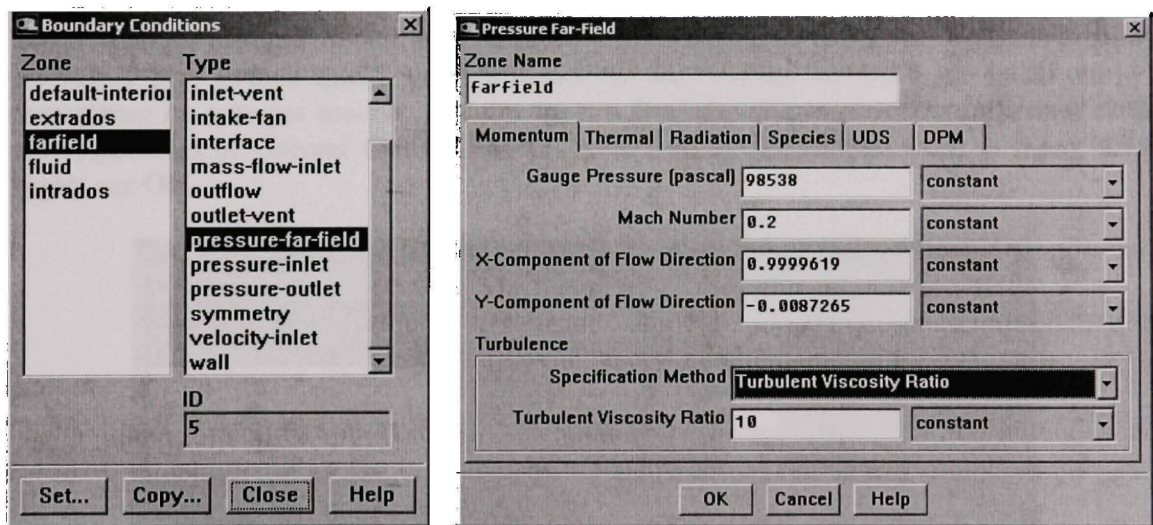 Boundary Conditions
Zone
default-interior
extrados
farfield
fluid
intrados
Type
inlet-vent
intake-fan
interface
mass-flow-inlet
outflow
outlet-vent
pressure-far-field
pressure-inlet
pressure-outlet
symmetry
velocity-inlet
wall
ID
5
Set... Copy... Close Help
Pressure Far-Field
Zone Name
farfield
Momentum Thermal Radiation Species UDS DPM
Gauge Pressure (pascal) 98538 constant
Mach Number 0.2 constant
X-Component of Flow Direction 0.9999619 constant
Y-Component of Flow Direction -0.0087265 constant
Turbulence
Specification Method Turbulent Viscosity Ratio
Turbulent Viscosity Ratio 10 constant
OK Cancel Help